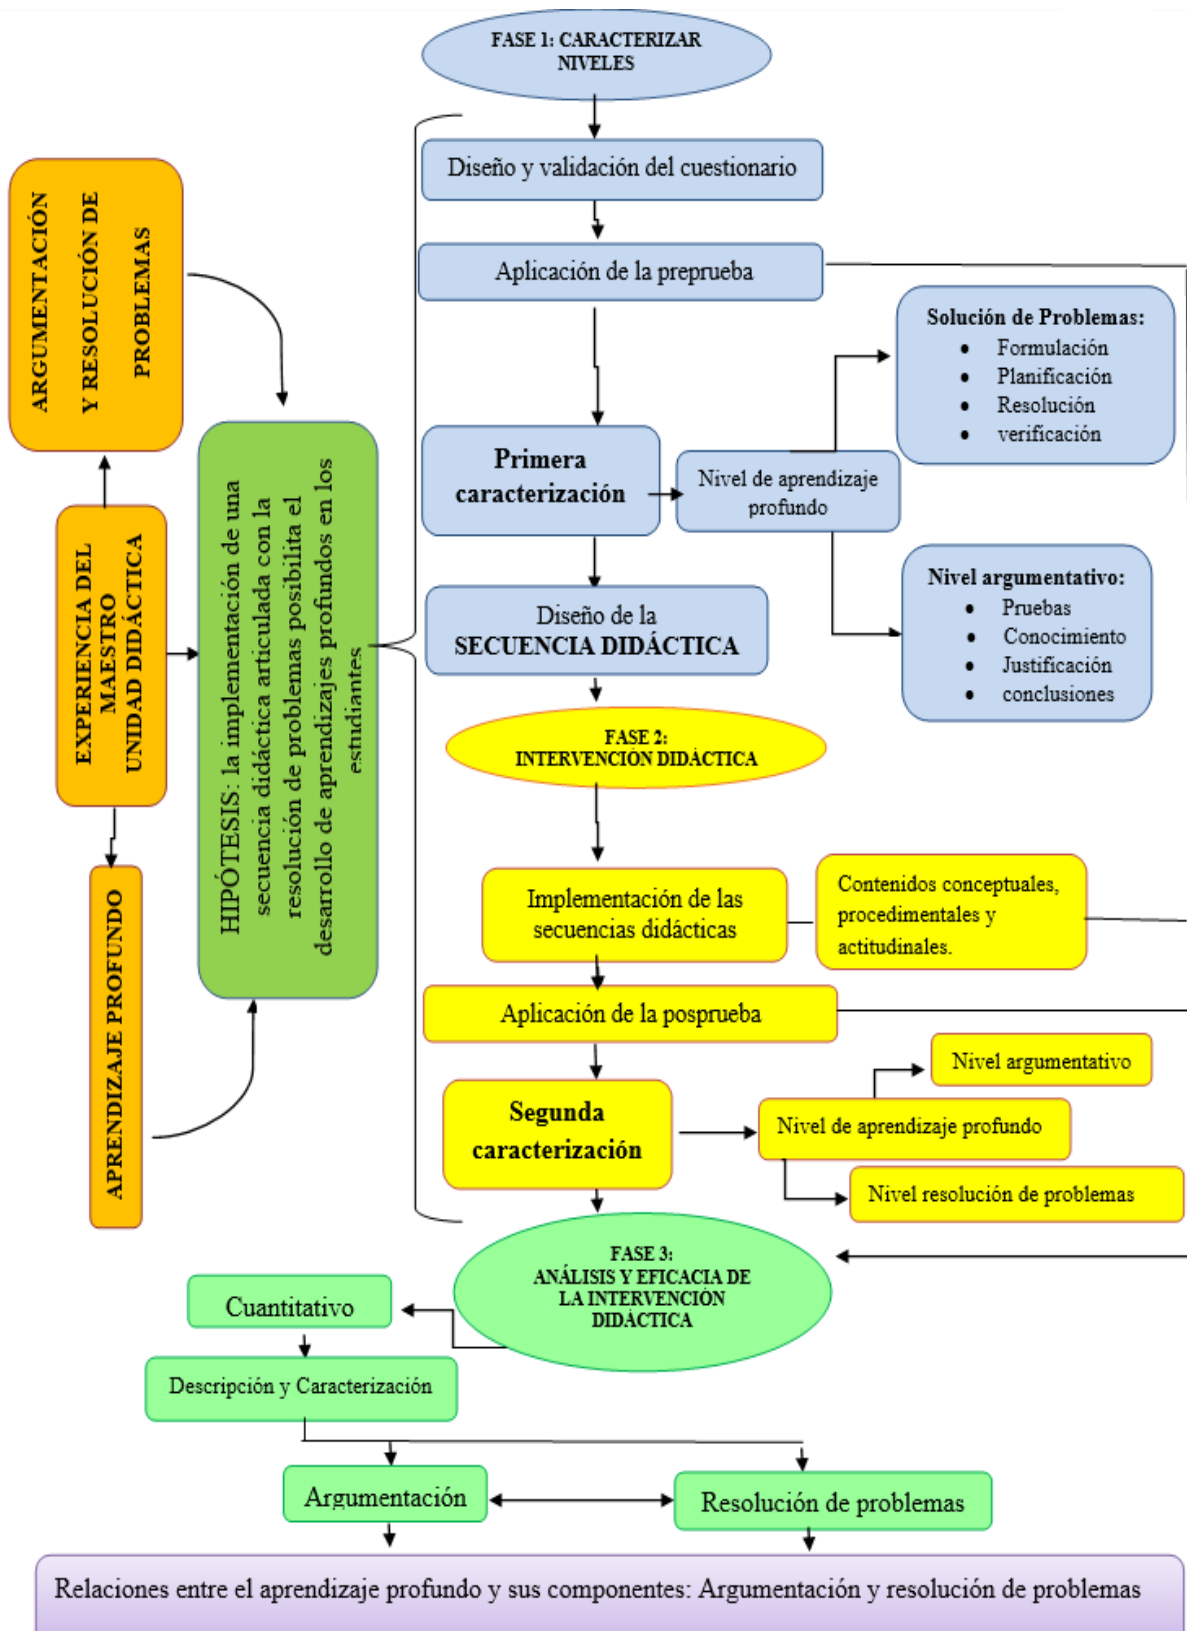 FASE 1: CARACTERIZAR
NIVELES
Diseño y validación del cuestionario
Aplicación de la preprueba
Solución de Problemas:
• Formulación
• Planificación
• Resolución
• verificación
Primera
caracterización
Nivel de aprendizaje
profundo
Nivel argumentativo:
• Pruebas
• Conocimiento
• Justificación
• conclusiones
Diseño de la
SECUENCIA DIDÁCTICA
ARGUMENTACIÓN
Y RESOLUCIÓN DE
PROBLEMAS
EXPERIENCIA DEL
MAESTRO
UNIDAD DIDÁCTICA
APRENDIZAJE PROFUNDO
HIPÓTESIS: la implementación de una
secuencia didáctica articulada con la
resolución de problemas posibilita el
desarrollo de aprendizajes profundos en los
estudiantes
FASE 2:
INTERVENCIÓN DIDÁCTICA
Implementación de las
secuencias didácticas
Contenidos conceptuales,
procedimentales y
actitudinales.
Aplicación de la posprueba
Segunda
caracterización
Nivel argumentativo
Nivel de aprendizaje profundo
Nivel resolución de problemas
FASE 3:
ANÁLISIS Y EFICACIA DE
LA INTERVENCIÓN
DIDÁCTICA
Cuantitativo
Descripción y Caracterización
Argumentación
Resolución de problemas
Relaciones entre el aprendizaje profundo y sus componentes: Argumentación y resolución de problemas